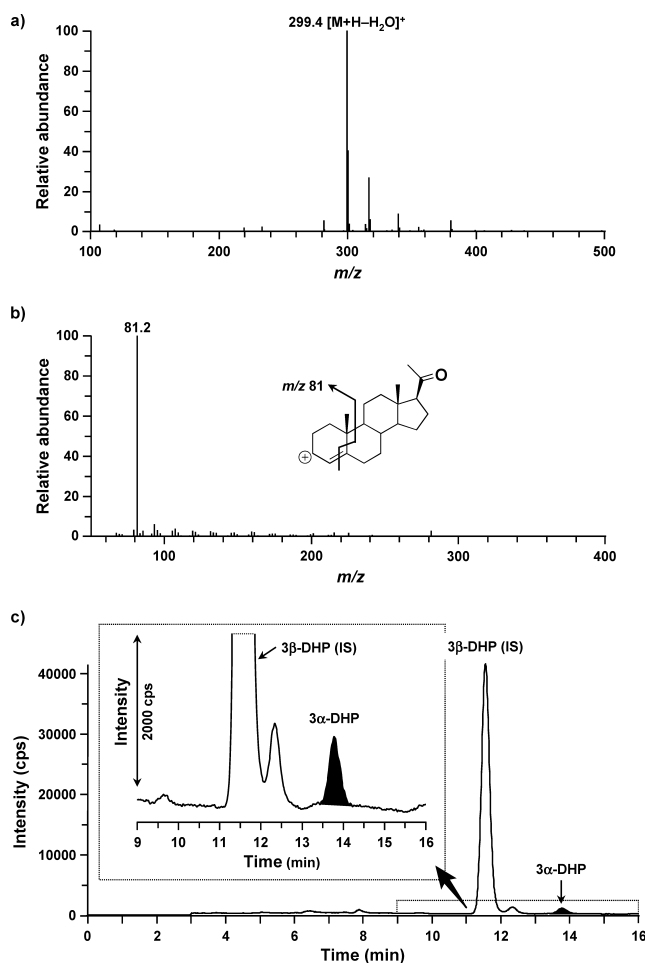 a)
299.4 [M+H–H₂O]⁺
Relative abundance
100
80
60
40
20
0
100 200 300 400 500
m/z
b)
81.2
Relative abundance
100
80
60
40
20
0
m/z 81
O
+
100 200 300 400
m/z
c)
Intensity (cps)
40000
30000
20000
10000
0
Intensity
2000 cps
3β-DHP (IS)
3α-DHP
9 10 11 12 13 14 15 16
Time (min)
3β-DHP (IS)
3α-DHP
0 2 4 6 8 10 12 14 16
Time (min)